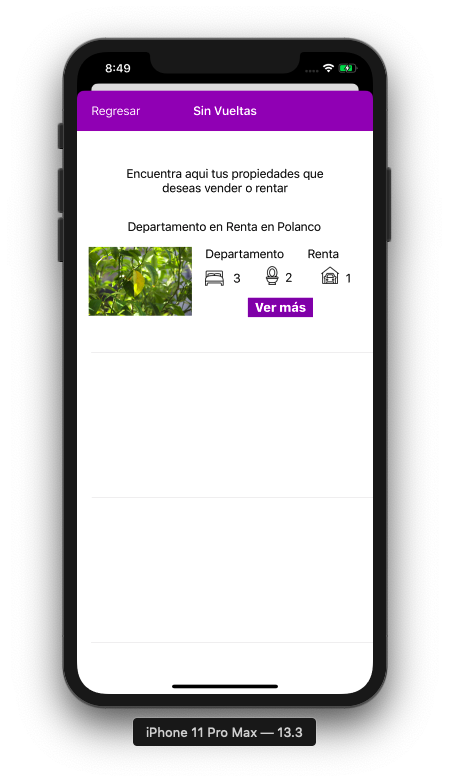 8:49
Regresar
Sin Vueltas
Encuentra aqui tus propiedades que
deseas vender o rentar
Departamento en Renta en Polanco
Departamento Renta
3 2 1
Ver más
iPhone 11 Pro Max — 13.3